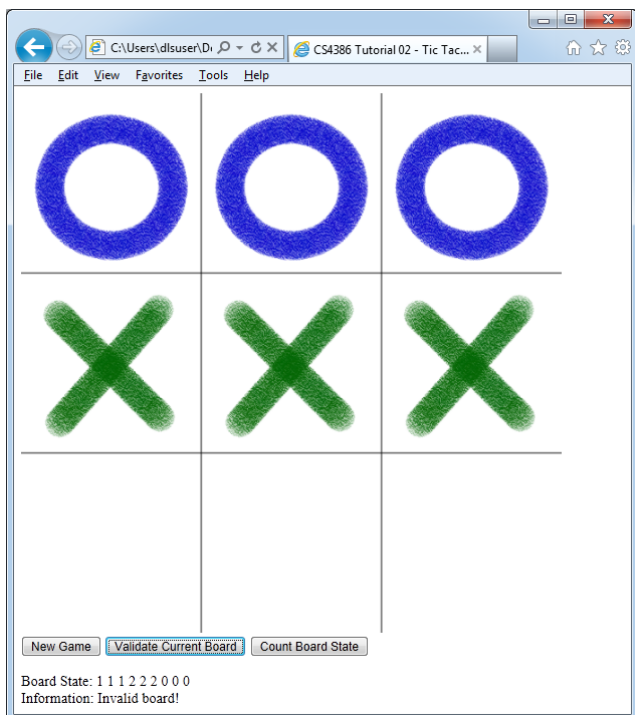 C:\Users\dlsuser\D
CS4386 Tutorial 02 - Tic Tac...
File Edit View Favorites Tools Help
New Game Validate Current Board Count Board State
Board State: 1 1 1 2 2 2 0 0 0
Information: Invalid board!